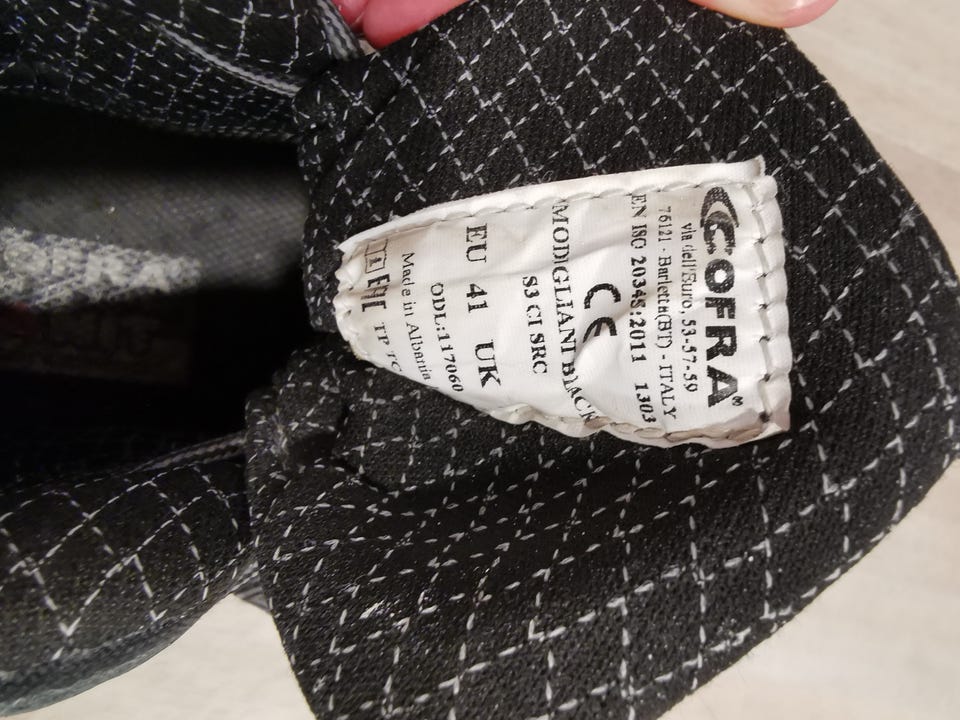 COFRA®
via dell'Euro, 53-57-59
76121 - Barletta(BT) - ITALY
EN ISO 20345:2011 1303
CE
MODIGLIANI BLACK
S3 CI SRC
EU 41 UK
ODL:117060
Made in Albania
EAC TP TC